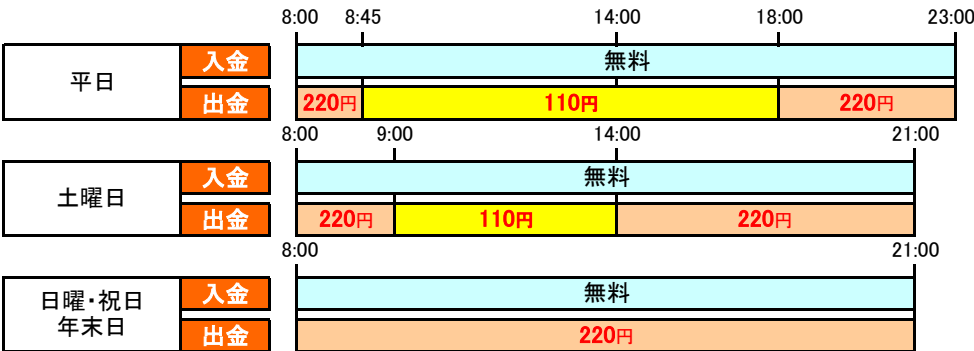 8:00 8:45 14:00 18:00 23:00
平日
入金 無料
出金 220円 110円 220円
8:00 9:00 14:00 21:00
土曜日
入金 無料
出金 220円 110円 220円
8:00 21:00
日曜・祝日
年末日
入金 無料
出金 220円